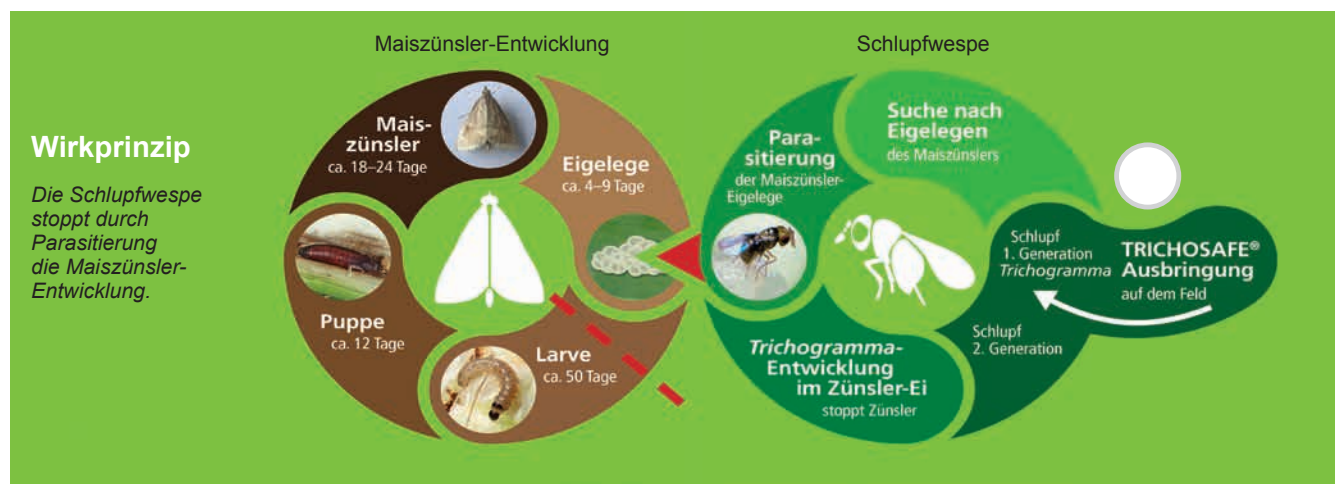 Maiszünsler-Entwicklung
Schlupfwespe
Wirkprinzip
Die Schlupfwespe
stoppt durch
Parasitierung
die Maiszünsler-
Entwicklung.
Mais-
zünsler
ca. 18–24 Tage
Eigelege
ca. 4–9 Tage
Larve
ca. 50 Tage
Puppe
ca. 12 Tage
Para-
sitierung
der Maiszünsler-
Eigelege
Suche nach
Eigelegen
des Maiszünslers
Schlupf
1. Generation
Trichogramma
TRICHOSAFE®
Ausbringung
auf dem Feld
Schlupf
2. Generation
Trichogramma-
Entwicklung
im Zünsler-Ei
stoppt Zünsler